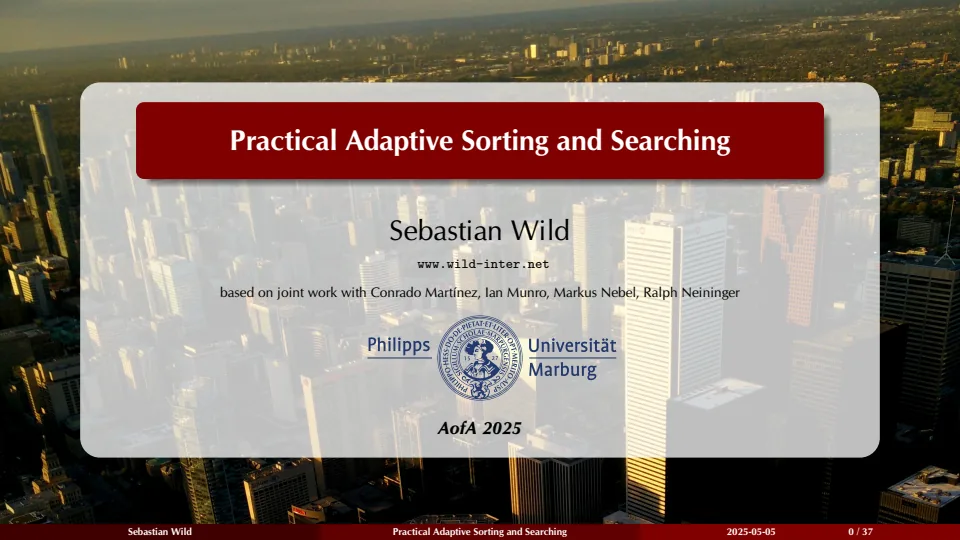 Practical Adaptive Sorting and Searching
Sebastian Wild
www.wild-inter.net
based on joint work with Conrado Martínez, Ian Munro, Markus Nebel, Ralph Neininger
Philipps Universität
Marburg
AofA 2025
Sebastian Wild Practical Adaptive Sorting and Searching 2025-05-05 0 / 37